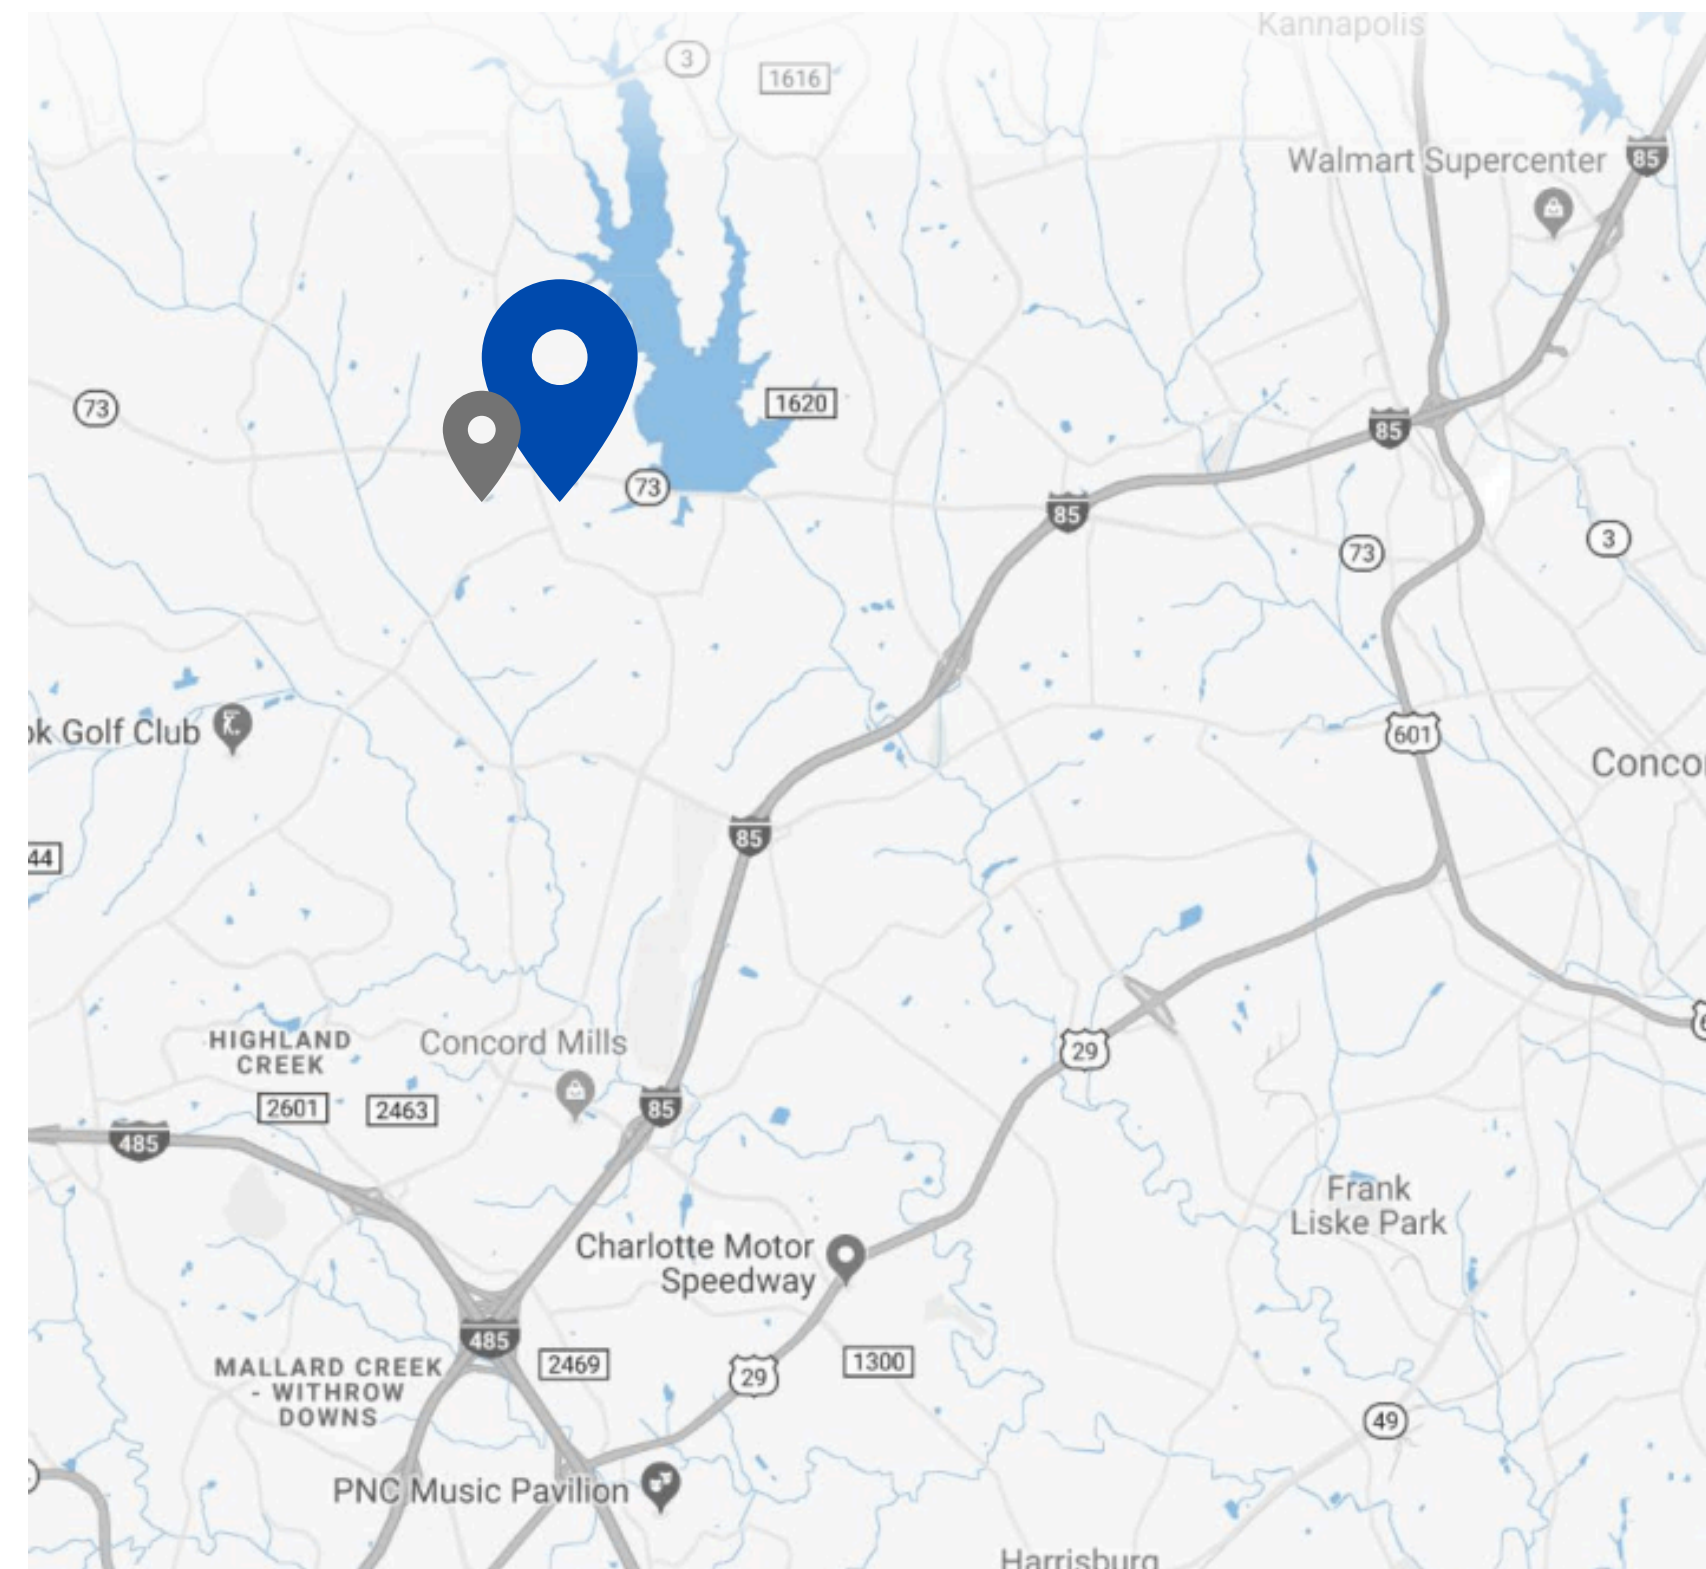 Kannapolis
3
1616
Walmart Supercenter
85
73
1620
85
73
85
73
3
ok Golf Club
601
Conco
85
44
HIGHLAND
CREEK
Concord Mills
29
2601
2463
85
485
Frank
Liske Park
Charlotte Motor
Speedway
485
2469
1300
MALLARD CREEK
- WITHROW
DOWNS
29
49
PNC Music Pavilion
Harrisburg